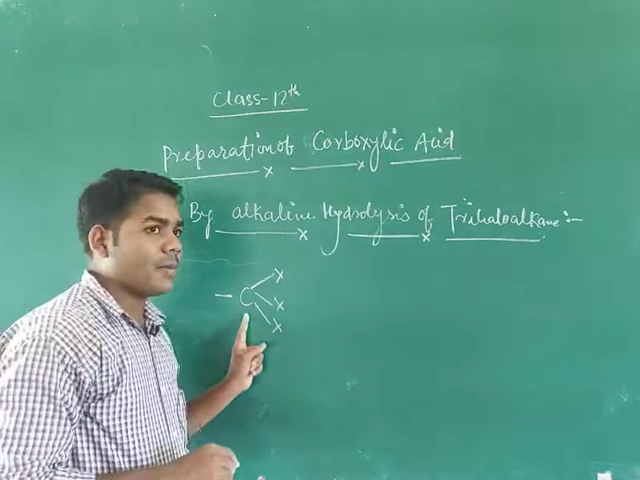 Class-12th
Preparation of Carboxylic Acid
By alkaline Hydrolysis of Trihaloalkane :-
X
- C X
X